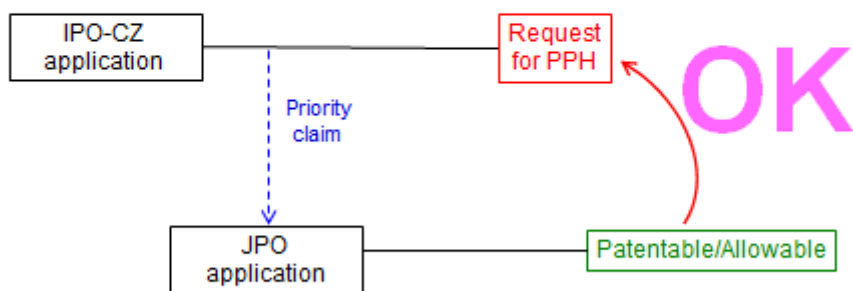 IPO-CZ
application
Request
for PPH
OK
Priority
claim
JPO
application
Patentable/Allowable